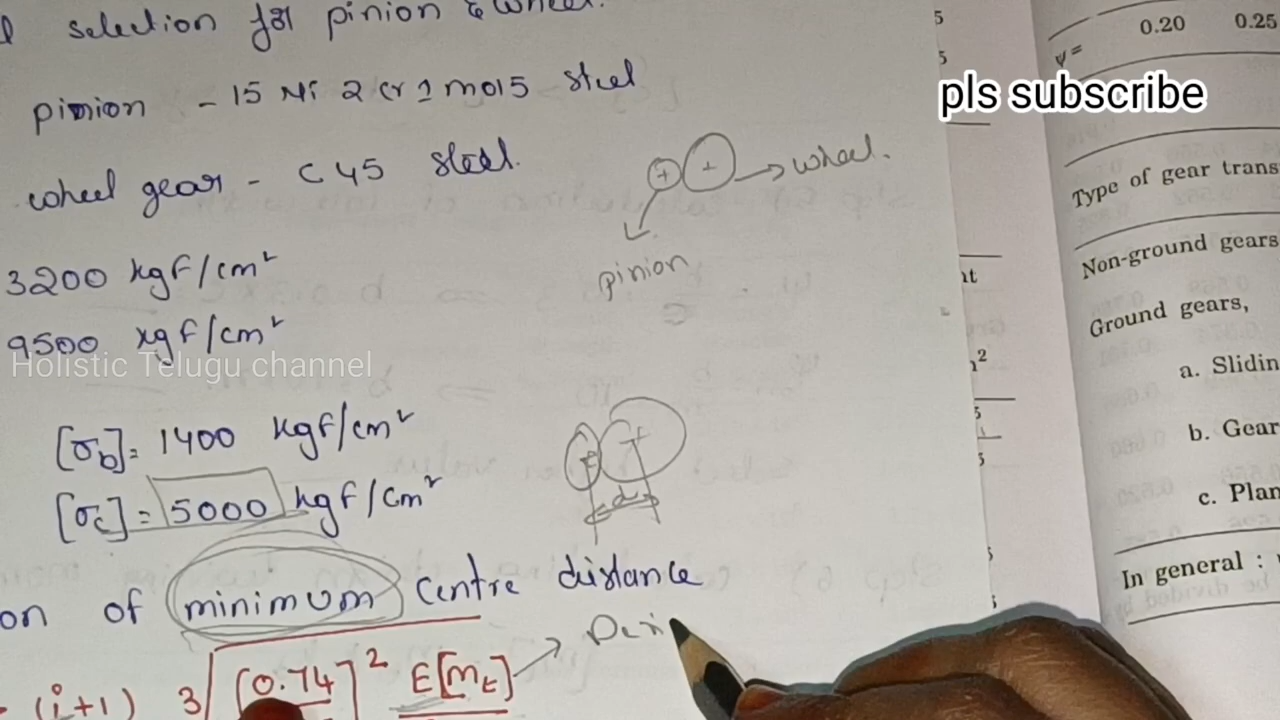 selection for pinion & wheel.
pinion - 15 Ni 2 Cr 1 mo15 steel
wheel gear - C 45 steel.
wheel.
pinion
3200 kgf/cm²
9500 kgf/cm²
Holistic Telugu channel
[σb] = 1400 kgf/cm²
[σc] = 5000 kgf/cm²
on of minimum centre distance
(i+1) 3√[0.74]² E[Mt] → Desi
pls subscribe
ψ = 0.20 0.25
Type of gear trans
Non-ground gears
Ground gears,
a. Slidin
b. Gear
c. Plan
In general :